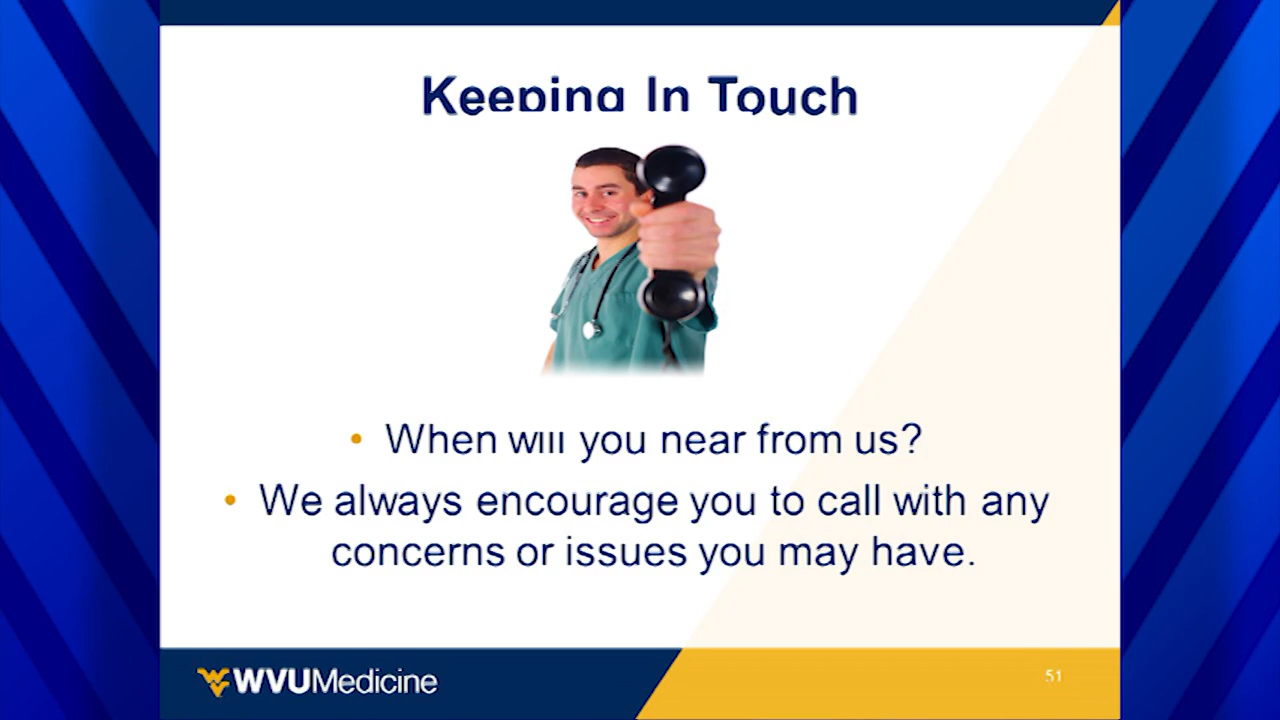 Keeping In Touch
• When will you hear from us?
• We always encourage you to call with any
concerns or issues you may have.
WVUMedicine
51